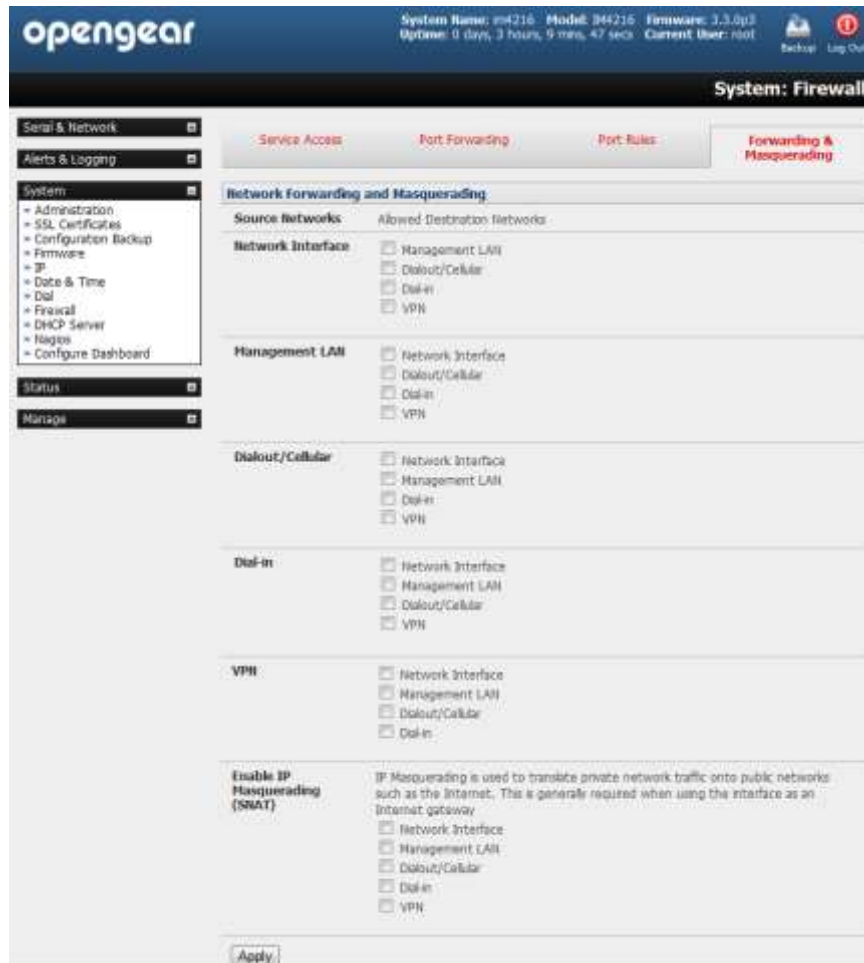 opengear
System Name: im4216 Model: IM4216 Firmware: 3.3.0p3
Uptime: 0 days, 3 hours, 9 mins, 47 secs Current User: root
Backup
Log Out
System: Firewall
Serial & Network
Alerts & Logging
System
Administration
SSL Certificates
Configuration Backup
Firmware
IP
Date & Time
Dial
Firewall
DHCP Server
Nagios
Configure Dashboard
Status
Manage
Service Access
Port Forwarding
Port Rules
Forwarding &
Masquerading
Network Forwarding and Masquerading
Source Networks Allowed Destination Networks
Network Interface
Management LAN
Dialout/Cellular
Dial-in
VPN
Management LAN
Network Interface
Dialout/Cellular
Dial-in
VPN
Dialout/Cellular
Network Interface
Management LAN
Dial-in
VPN
Dial-in
Network Interface
Management LAN
Dialout/Cellular
VPN
VPN
Network Interface
Management LAN
Dialout/Cellular
Dial-in
Enable IP
Masquerading
(SNAT)
IP Masquerading is used to translate private network traffic onto public networks
such as the Internet. This is generally required when using the interface as an
Internet gateway
Network Interface
Management LAN
Dialout/Cellular
Dial-in
VPN
Apply